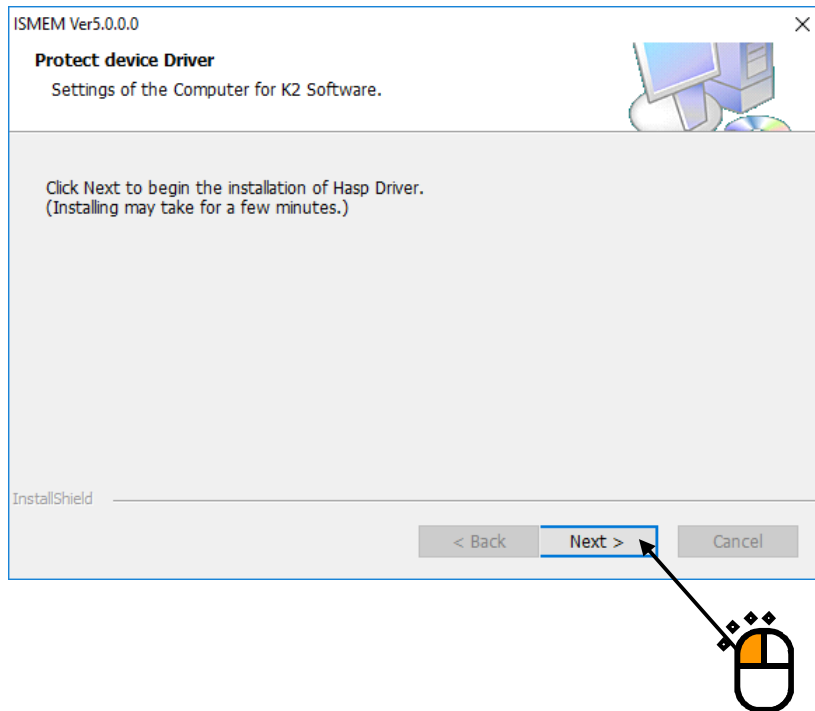 ISMEM Ver5.0.0.0
Protect device Driver
Settings of the Computer for K2 Software.
Click Next to begin the installation of Hasp Driver.
(Installing may take for a few minutes.)
InstallShield
< Back Next > Cancel